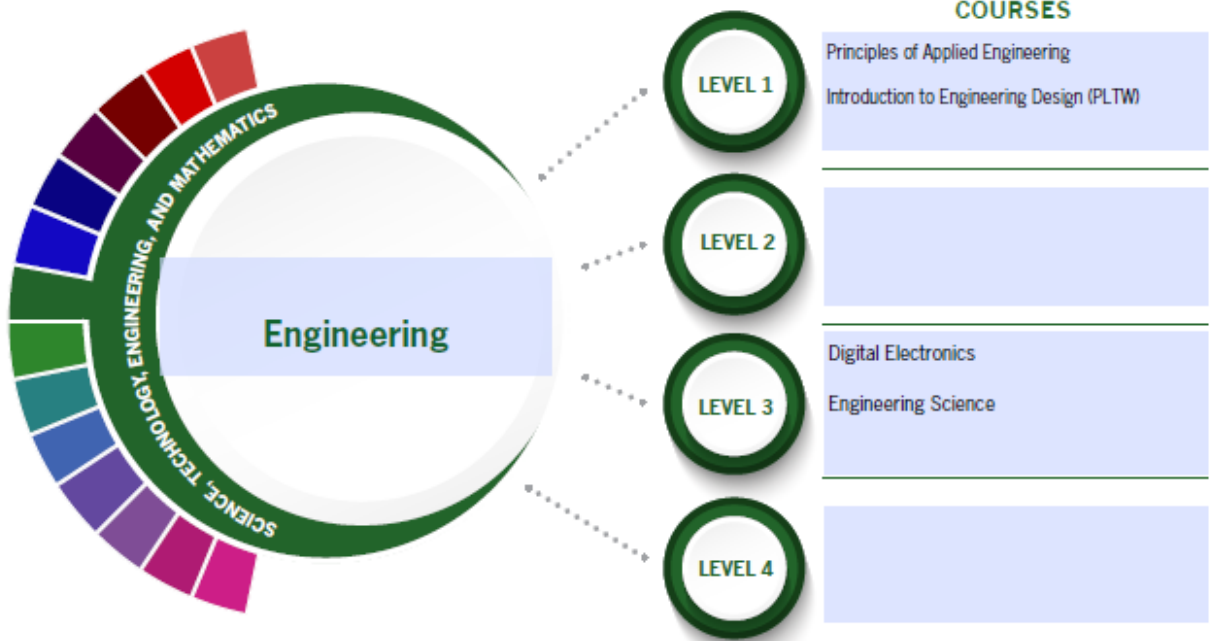 SCIENCE, TECHNOLOGY, ENGINEERING, AND MATHEMATICS
Engineering
COURSES
LEVEL 1
Principles of Applied Engineering
Introduction to Engineering Design (PLTW)
LEVEL 2
LEVEL 3
Digital Electronics
Engineering Science
LEVEL 4